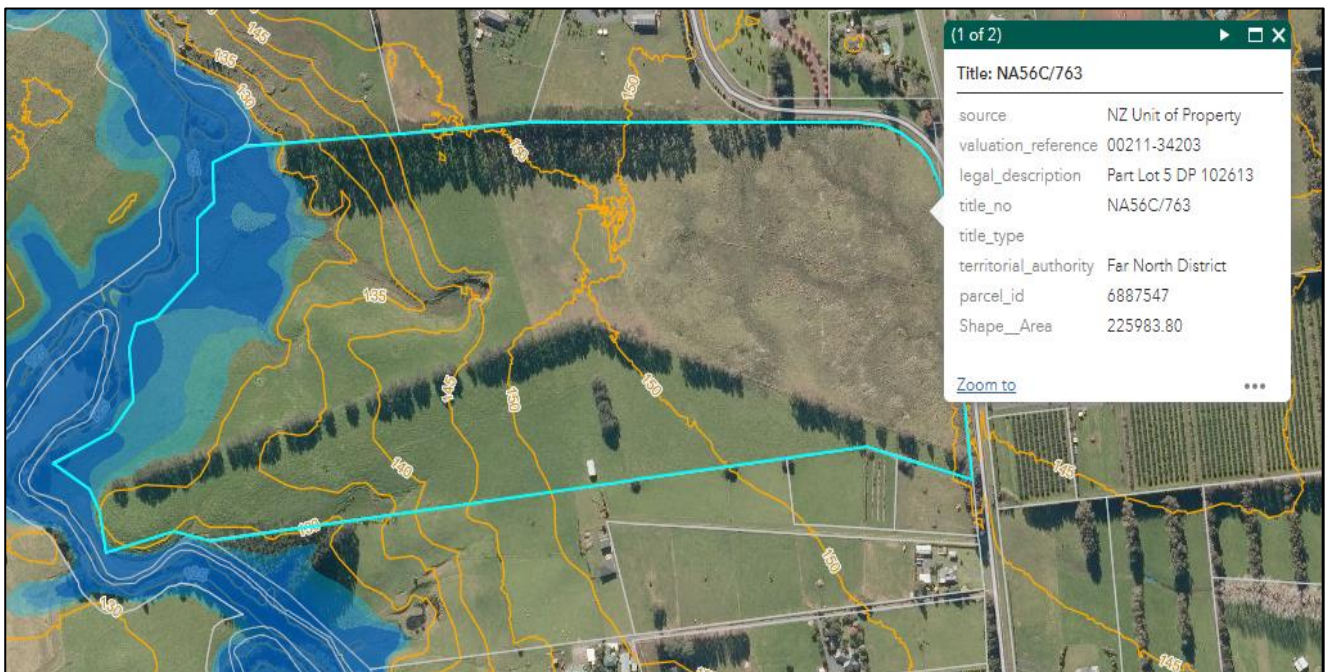 (1 of 2)
Title: NA56C/763
source NZ Unit of Property
valuation_reference 00211-34203
legal_description Part Lot 5 DP 102613
title_no NA56C/763
title_type
territorial_authority Far North District
parcel_id 6887547
Shape__Area 225983.80
Zoom to
145
135
130
150
150
135
145
150
150
140
130
145
150
130
145